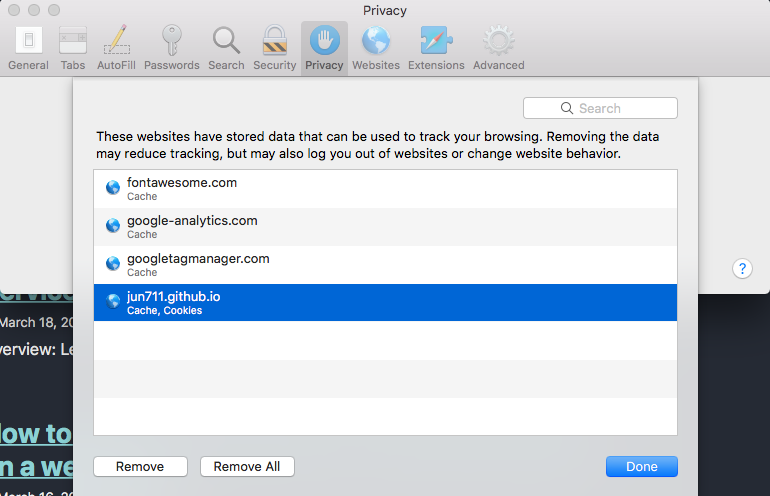 Privacy
General Tabs AutoFill Passwords Search Security Privacy Websites Extensions Advanced
Search
These websites have stored data that can be used to track your browsing. Removing the data
may reduce tracking, but may also log you out of websites or change website behavior.
fontawesome.com
Cache
google-analytics.com
Cache
googletagmanager.com
Cache
jun711.github.io
Cache, Cookies
?
March 18, 20
verview: Le
low to
n a we
March 16, 20
Remove Remove All Done